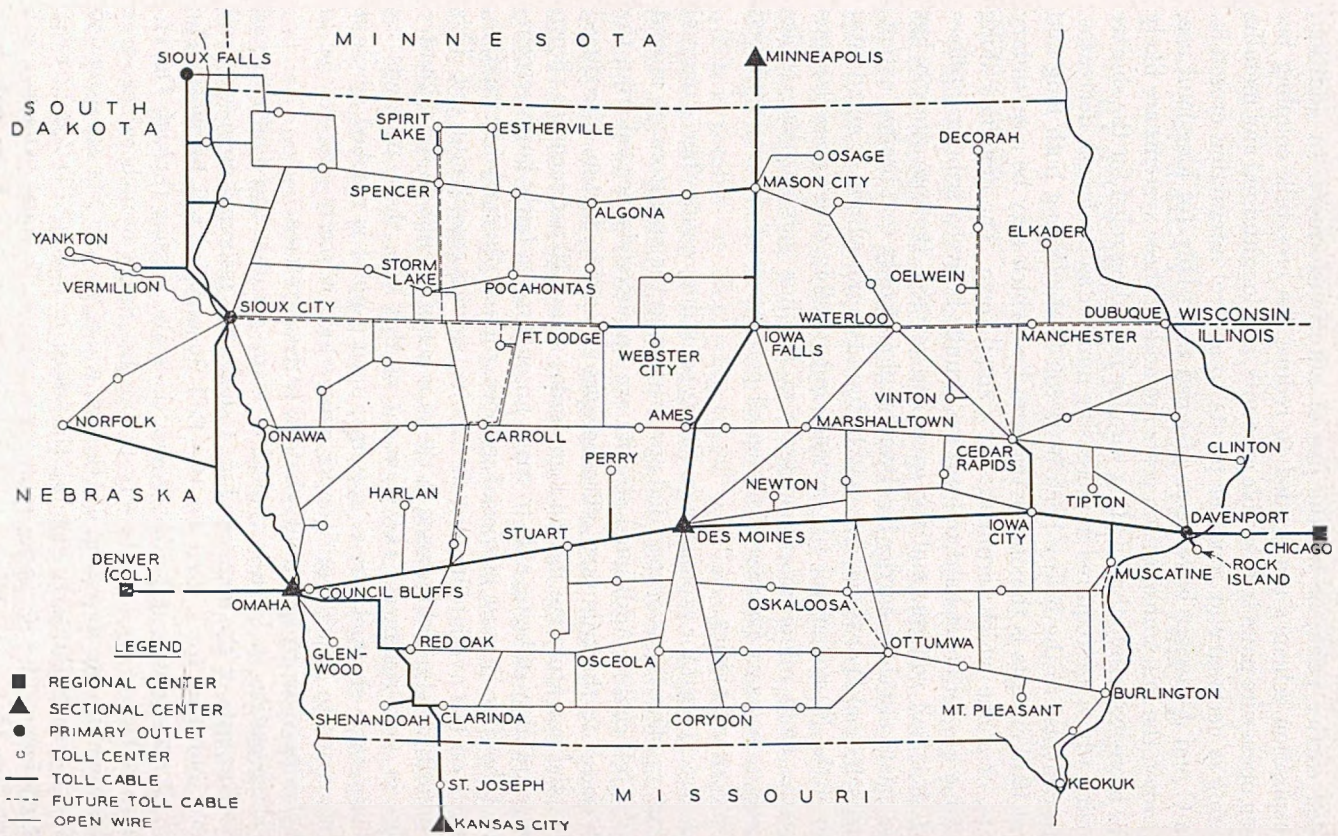 MINNESOTA
SIOUX FALLS
MINNEAPOLIS
SOUTH
DAKOTA
SPIRIT
LAKE
ESTHERVILLE
DECORAH
OSAGE
SPENCER
MASON CITY
ALGONA
ELKADER
YANKTON
STORM
LAKE
OELWEIN
VERMILLION
POCAHONTAS
SIOUX CITY
WATERLOO
DUBUQUE
WISCONSIN
ILLINOIS
FT. DODGE
WEBSTER
CITY
IOWA
FALLS
MANCHESTER
VINTON
NORFOLK
ONAWA
CARROLL
AMES
MARSHALLTOWN
CEDAR
RAPIDS
CLINTON
PERRY
NEBRASKA
HARLAN
NEWTON
TIPTON
STUART
DES MOINES
IOWA
CITY
DAVENPORT
CHICAGO
DENVER
(COL.)
ROCK
ISLAND
MUSCATINE
OMAHA
COUNCIL BLUFFS
OSKALOOSA
LEGEND
GLEN-
WOOD
RED OAK
OSCEOLA
OTTUMWA
REGIONAL CENTER
SECTIONAL CENTER
PRIMARY OUTLET
TOLL CENTER
TOLL CABLE
FUTURE TOLL CABLE
OPEN WIRE
SHENANDOAH
CLARINDA
CORYDON
MT. PLEASANT
BURLINGTON
ST. JOSEPH
MISSOURI
KEOKUK
KANSAS CITY